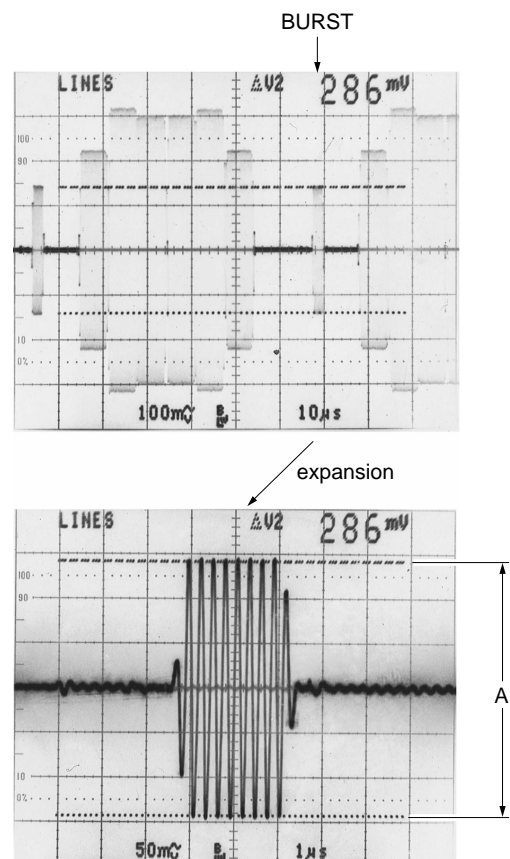 BURST
LINES ΔV2 286mV
100
90
10
0%
100mV 10µs
expansion
LINES ΔV2 286mV
100
90
A
10
0%
50mV 1µs